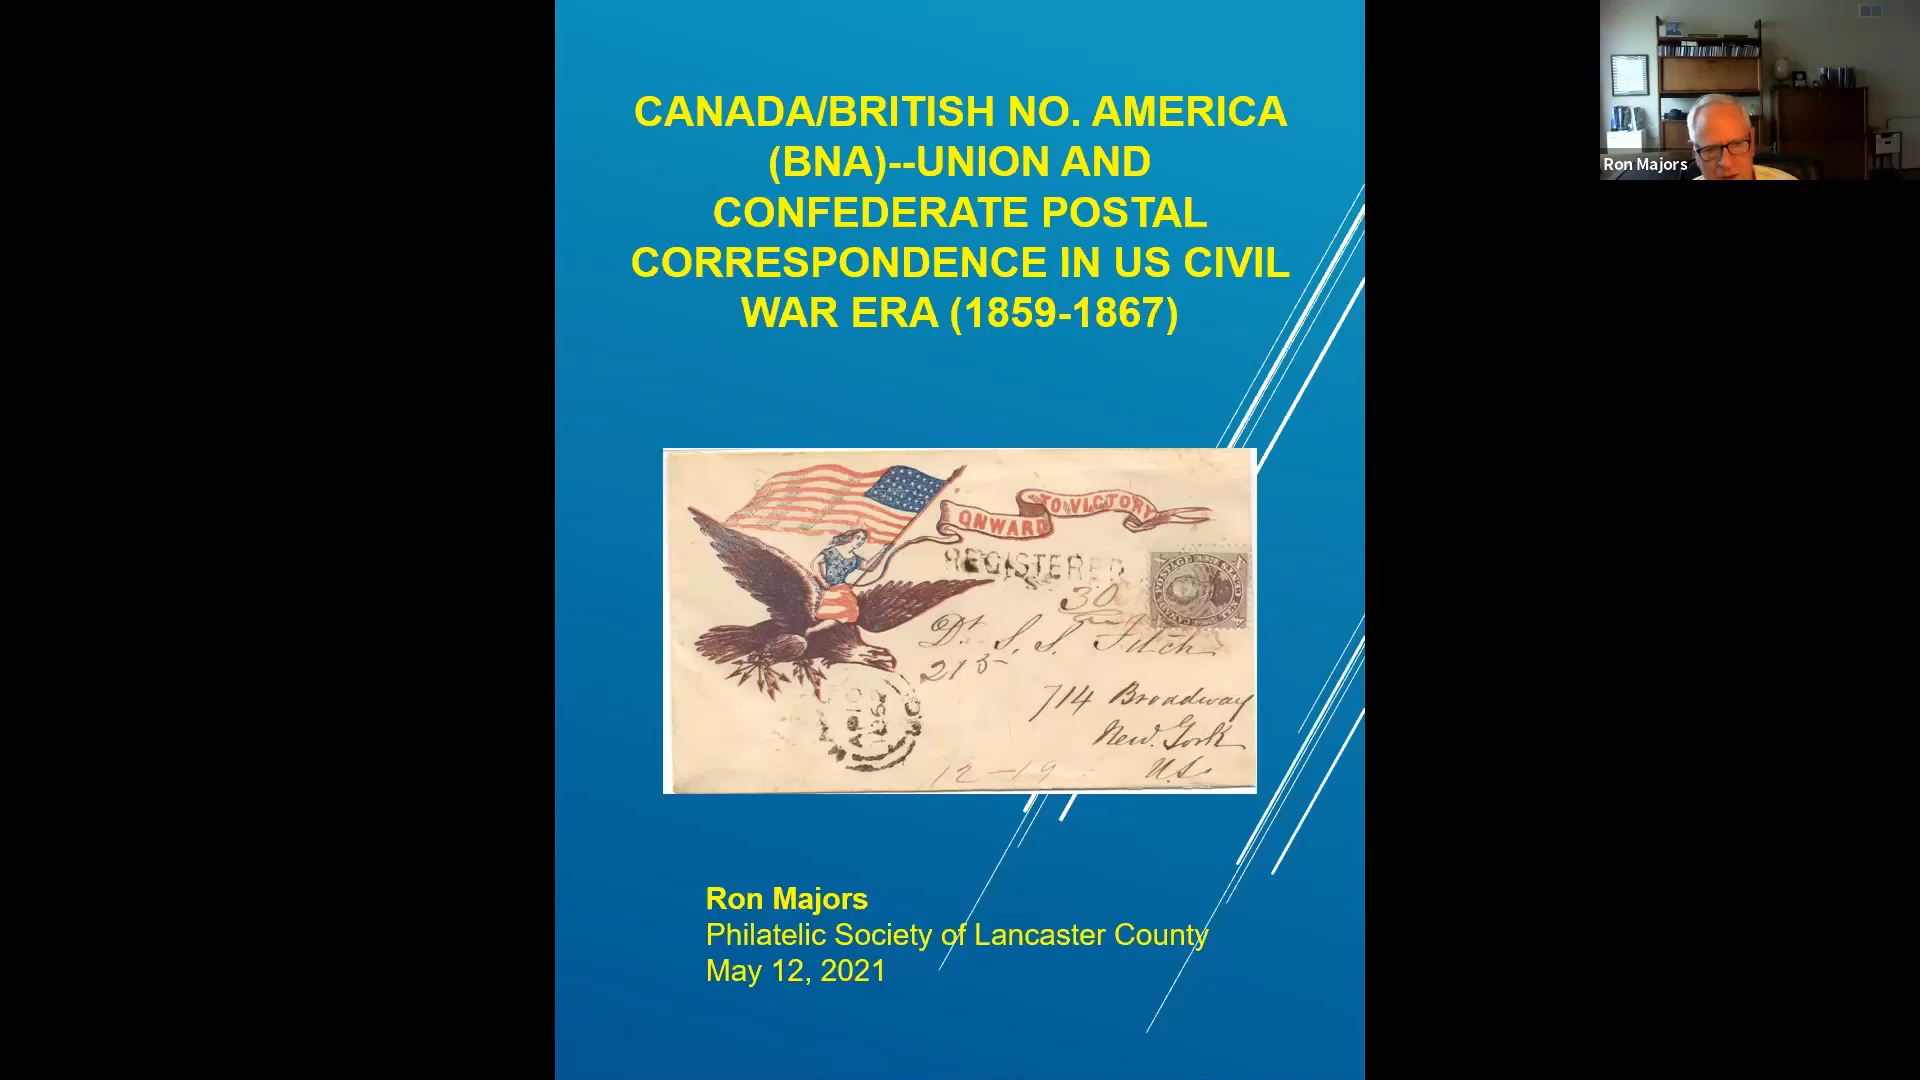 CANADA/BRITISH NO. AMERICA
(BNA)--UNION AND
CONFEDERATE POSTAL
CORRESPONDENCE IN US CIVIL
WAR ERA (1859-1867)
Ron Majors
ONWARD TO VICTORY
REGISTERED
30
Dr. S. S. Fitch
215
714 Broadway
New York
U.S.
12-19
Ron Majors
Philatelic Society of Lancaster County
May 12, 2021